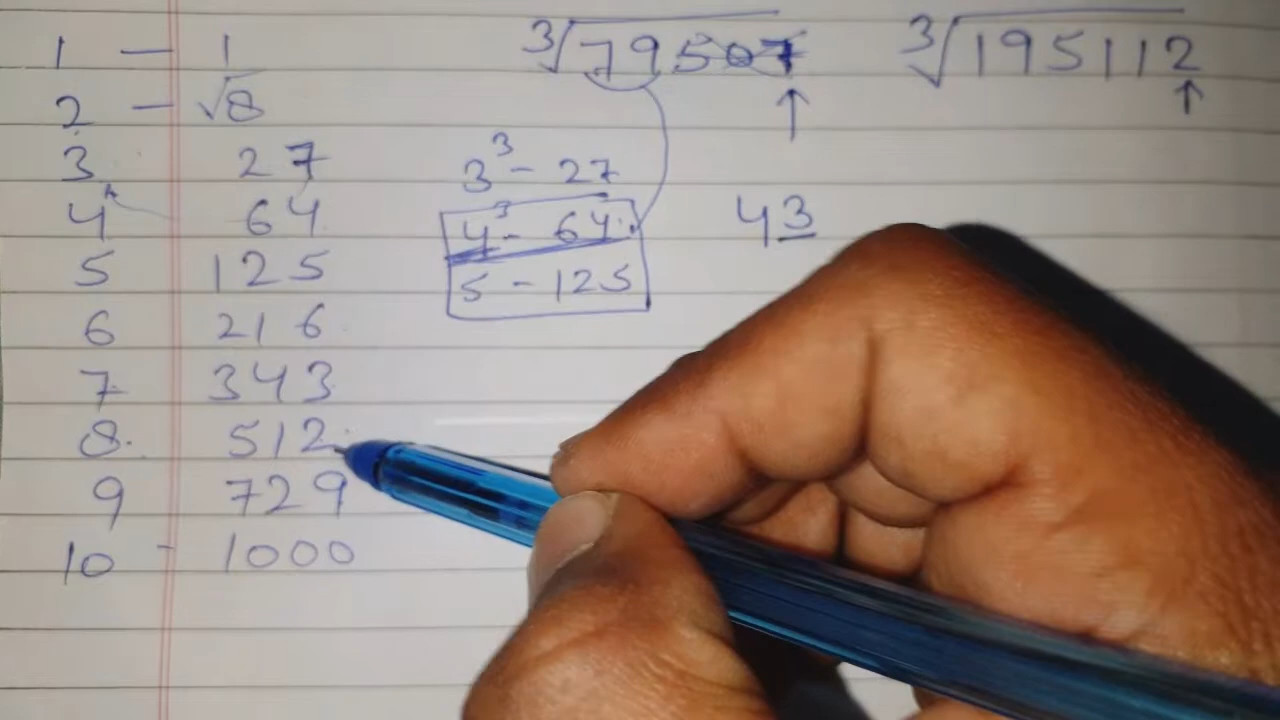 1 - 1
2 - √8
3 27
4 64
5 125
6 216
7 343
8. 512
9 729
10 - 1000
∛79507
3³ - 27
4³ - 64
5 - 125
43
∛195112